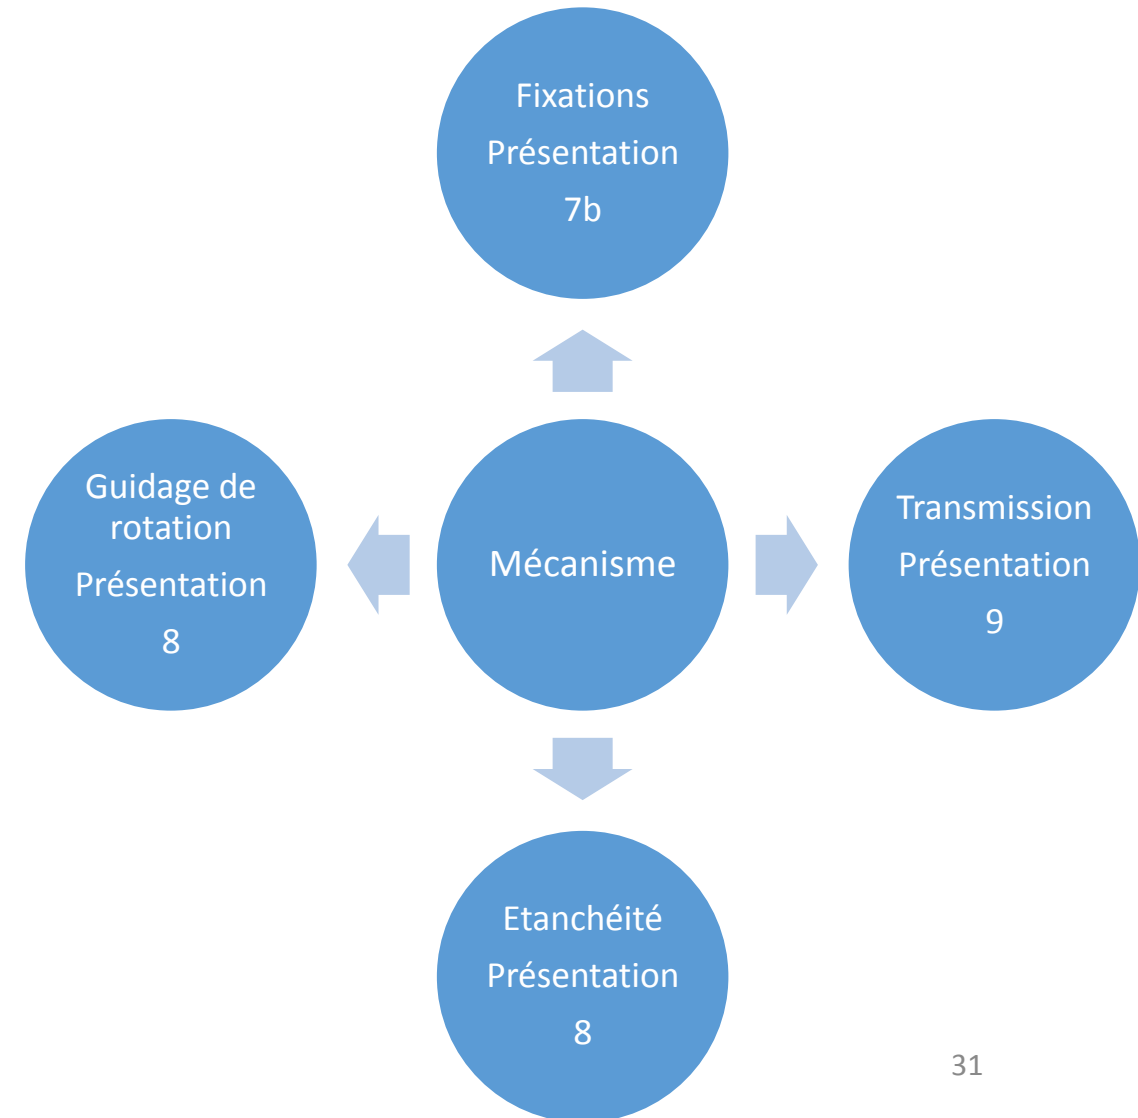 Fixations
Présentation
7b
Guidage de
rotation
Présentation
8
Mécanisme
Transmission
Présentation
9
Etanchéité
Présentation
8
31